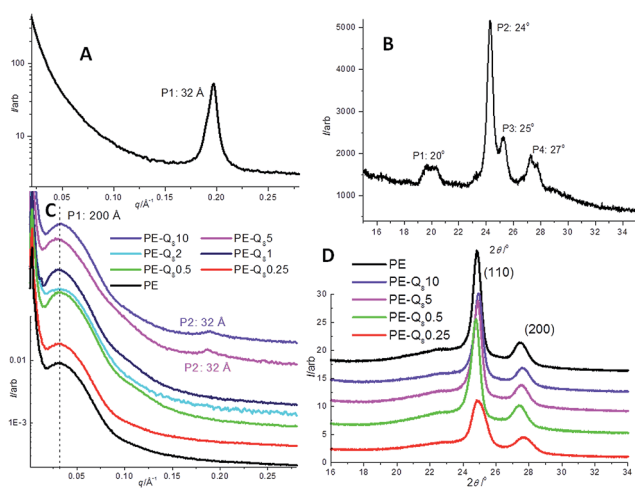 A
P1: 32 Å
I/arb
100
10
0.05
0.10
0.15
0.20
0.25
q/Å⁻¹
B
P2: 24°
P3: 25°
P4: 27°
P1: 20°
I/arb
5000
4000
3000
2000
1000
16
18
20
22
24
26
28
30
32
34
2θ/°
C
P1: 200 Å
PE-Q₈10
PE-Q₈5
PE-Q₈2
PE-Q₈1
PE-Q₈0.5
PE-Q₈0.25
PE
P2: 32 Å
P2: 32 Å
I/arb
0.01
1E-3
0.05
0.10
0.15
0.20
0.25
q/Å⁻¹
D
PE
PE-Q₈10
PE-Q₈5
PE-Q₈0.5
PE-Q₈0.25
(110)
(200)
I/arb
30
25
20
15
10
5
0
16
18
20
22
24
26
28
30
32
34
2θ/°